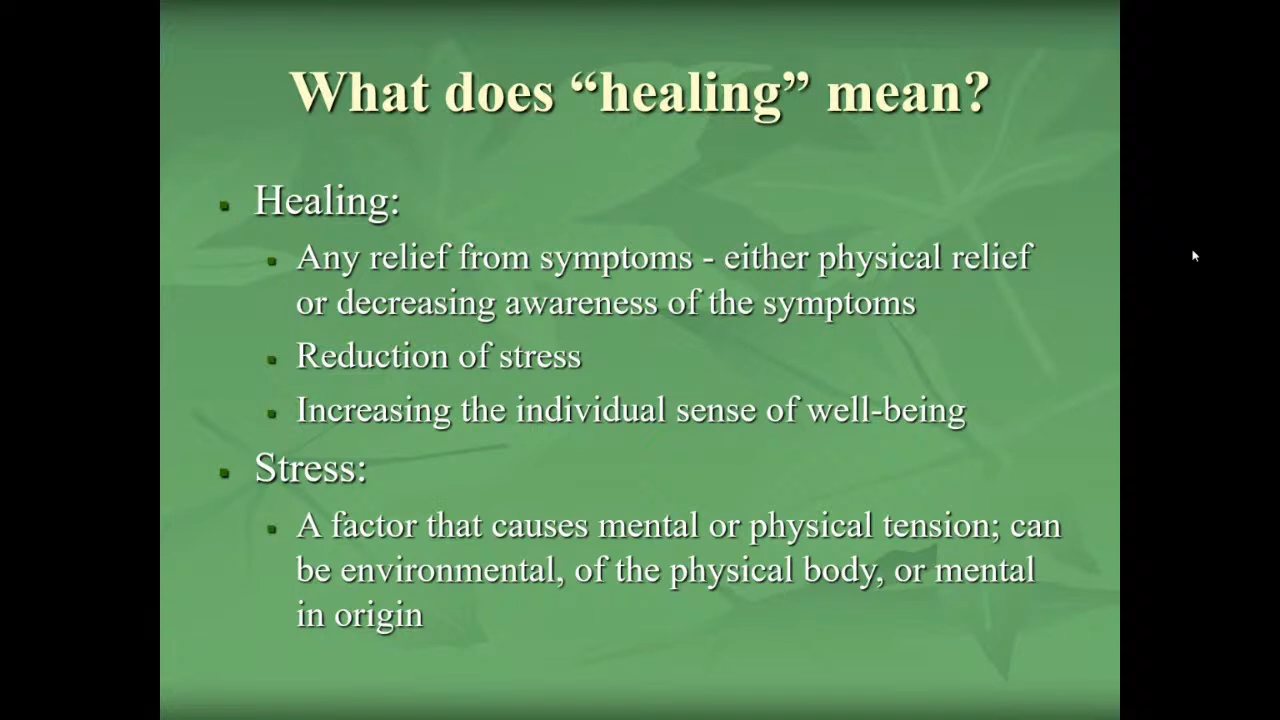 What does “healing” mean?
Healing:
Any relief from symptoms - either physical relief
or decreasing awareness of the symptoms
Reduction of stress
Increasing the individual sense of well-being
Stress:
A factor that causes mental or physical tension; can
be environmental, of the physical body, or mental
in origin